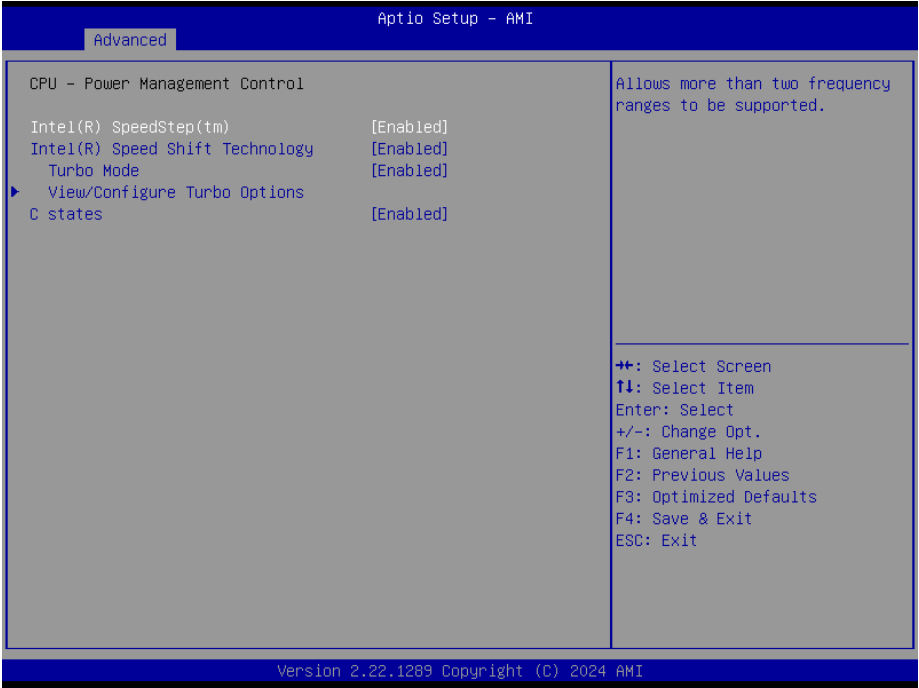 Aptio Setup – AMI
Advanced
CPU – Power Management Control
Intel(R) SpeedStep(tm) [Enabled]
Intel(R) Speed Shift Technology [Enabled]
Turbo Mode [Enabled]
View/Configure Turbo Options
C states [Enabled]
Allows more than two frequency
ranges to be supported.
→←: Select Screen
↑↓: Select Item
Enter: Select
+/-: Change Opt.
F1: General Help
F2: Previous Values
F3: Optimized Defaults
F4: Save & Exit
ESC: Exit
Version 2.22.1289 Copyright (C) 2024 AMI